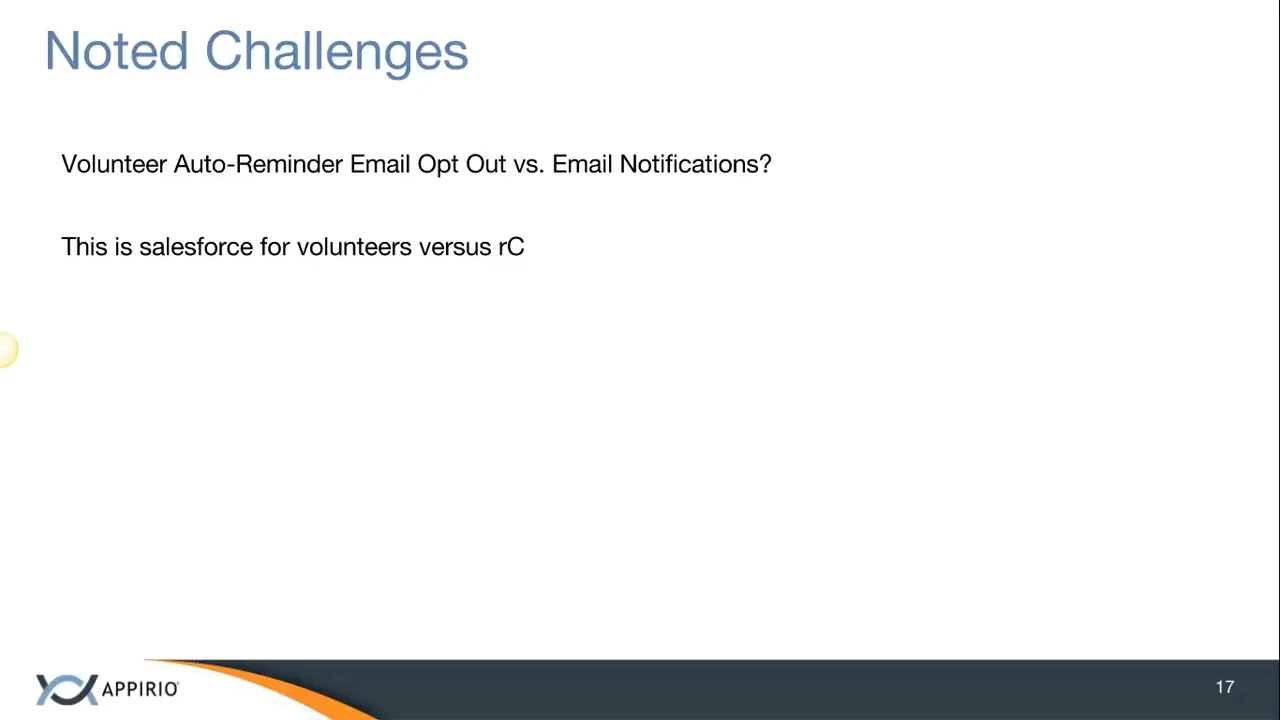 Noted Challenges
Volunteer Auto-Reminder Email Opt Out vs. Email Notifications?
This is salesforce for volunteers versus rC
APPIRIO
17